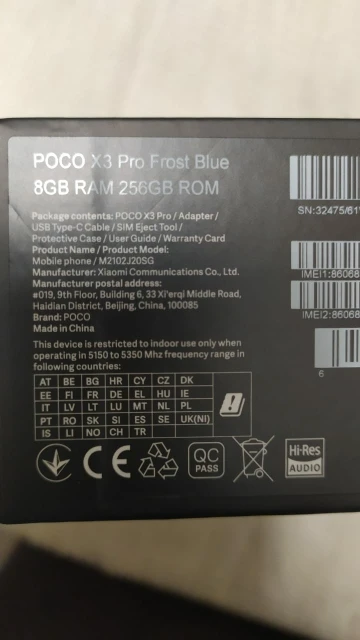 POCO X3 Pro Frost Blue
8GB RAM 256GB ROM
Package contents: POCO X3 Pro / Adapter /
USB Type-C Cable / SIM Eject Tool /
Protective Case / User Guide / Warranty Card
Product Name / Product Model:
Mobile phone / M2102J20SG
Manufacturer: Xiaomi Communications Co., Ltd.
Manufacturer postal address:
#019, 9th Floor, Building 6, 33 Xi'erqi Middle Road,
Haidian District, Beijing, China, 100085
Brand: POCO
Made in China
This device is restricted to indoor use only when
operating in 5150 to 5350 Mhz frequency range in
following countries:
AT BE BG HR CY CZ DK
EE FI FR DE EL HU IE
IT LV LT LU MT NL PL
PT RO SK SI ES SE UK(NI)
IS LI NO CH TR
CE
QC
PASS
Hi-Res
AUDIO
SN:32475/61
IMEI1:86068
IMEI2:86068
6